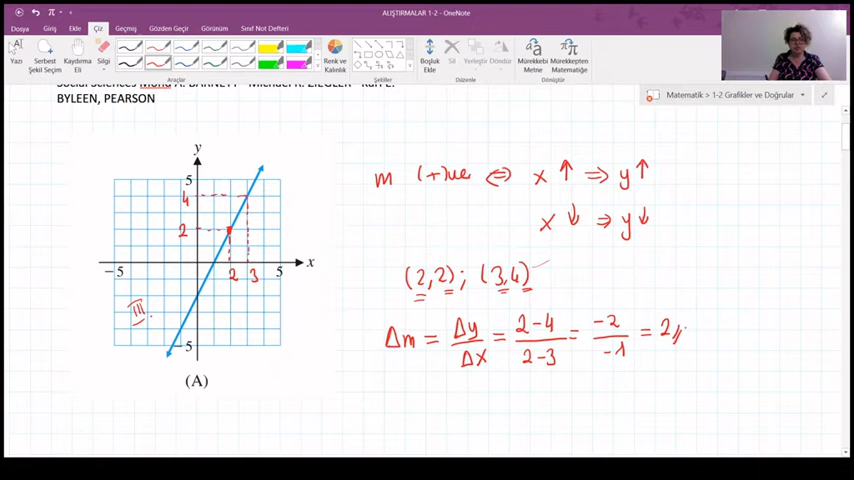 ALIŞTIRMALAR 1-2 - OneNote
Dosya Giriş Ekle Çiz Geçmiş Gözden Geçir Görünüm Sınıf Not Defteri
Yazı Serbest Şekil Seçim Kaydırma Eli Silgi Renk ve Kalınlık Boşluk Ekle Sil Düzenle Döndür Mürekkebi Metne Mürekkepten Matematiğe
Araçlar Şekiller Düzenle
Matematik > 1-2 Grafikler ve Doğrular
BYLEEN, PEARSON
y
5
4
2
-5 2 3 5 x
III.
-5
(A)
m (+)ve ⇔ x ↑ ⇒ y ↑
x ↓ ⇒ y ↓
(2,2) ; (3,4)
Δm = Δy/Δx = 2-4/2-3 = -2/-1 = 2//